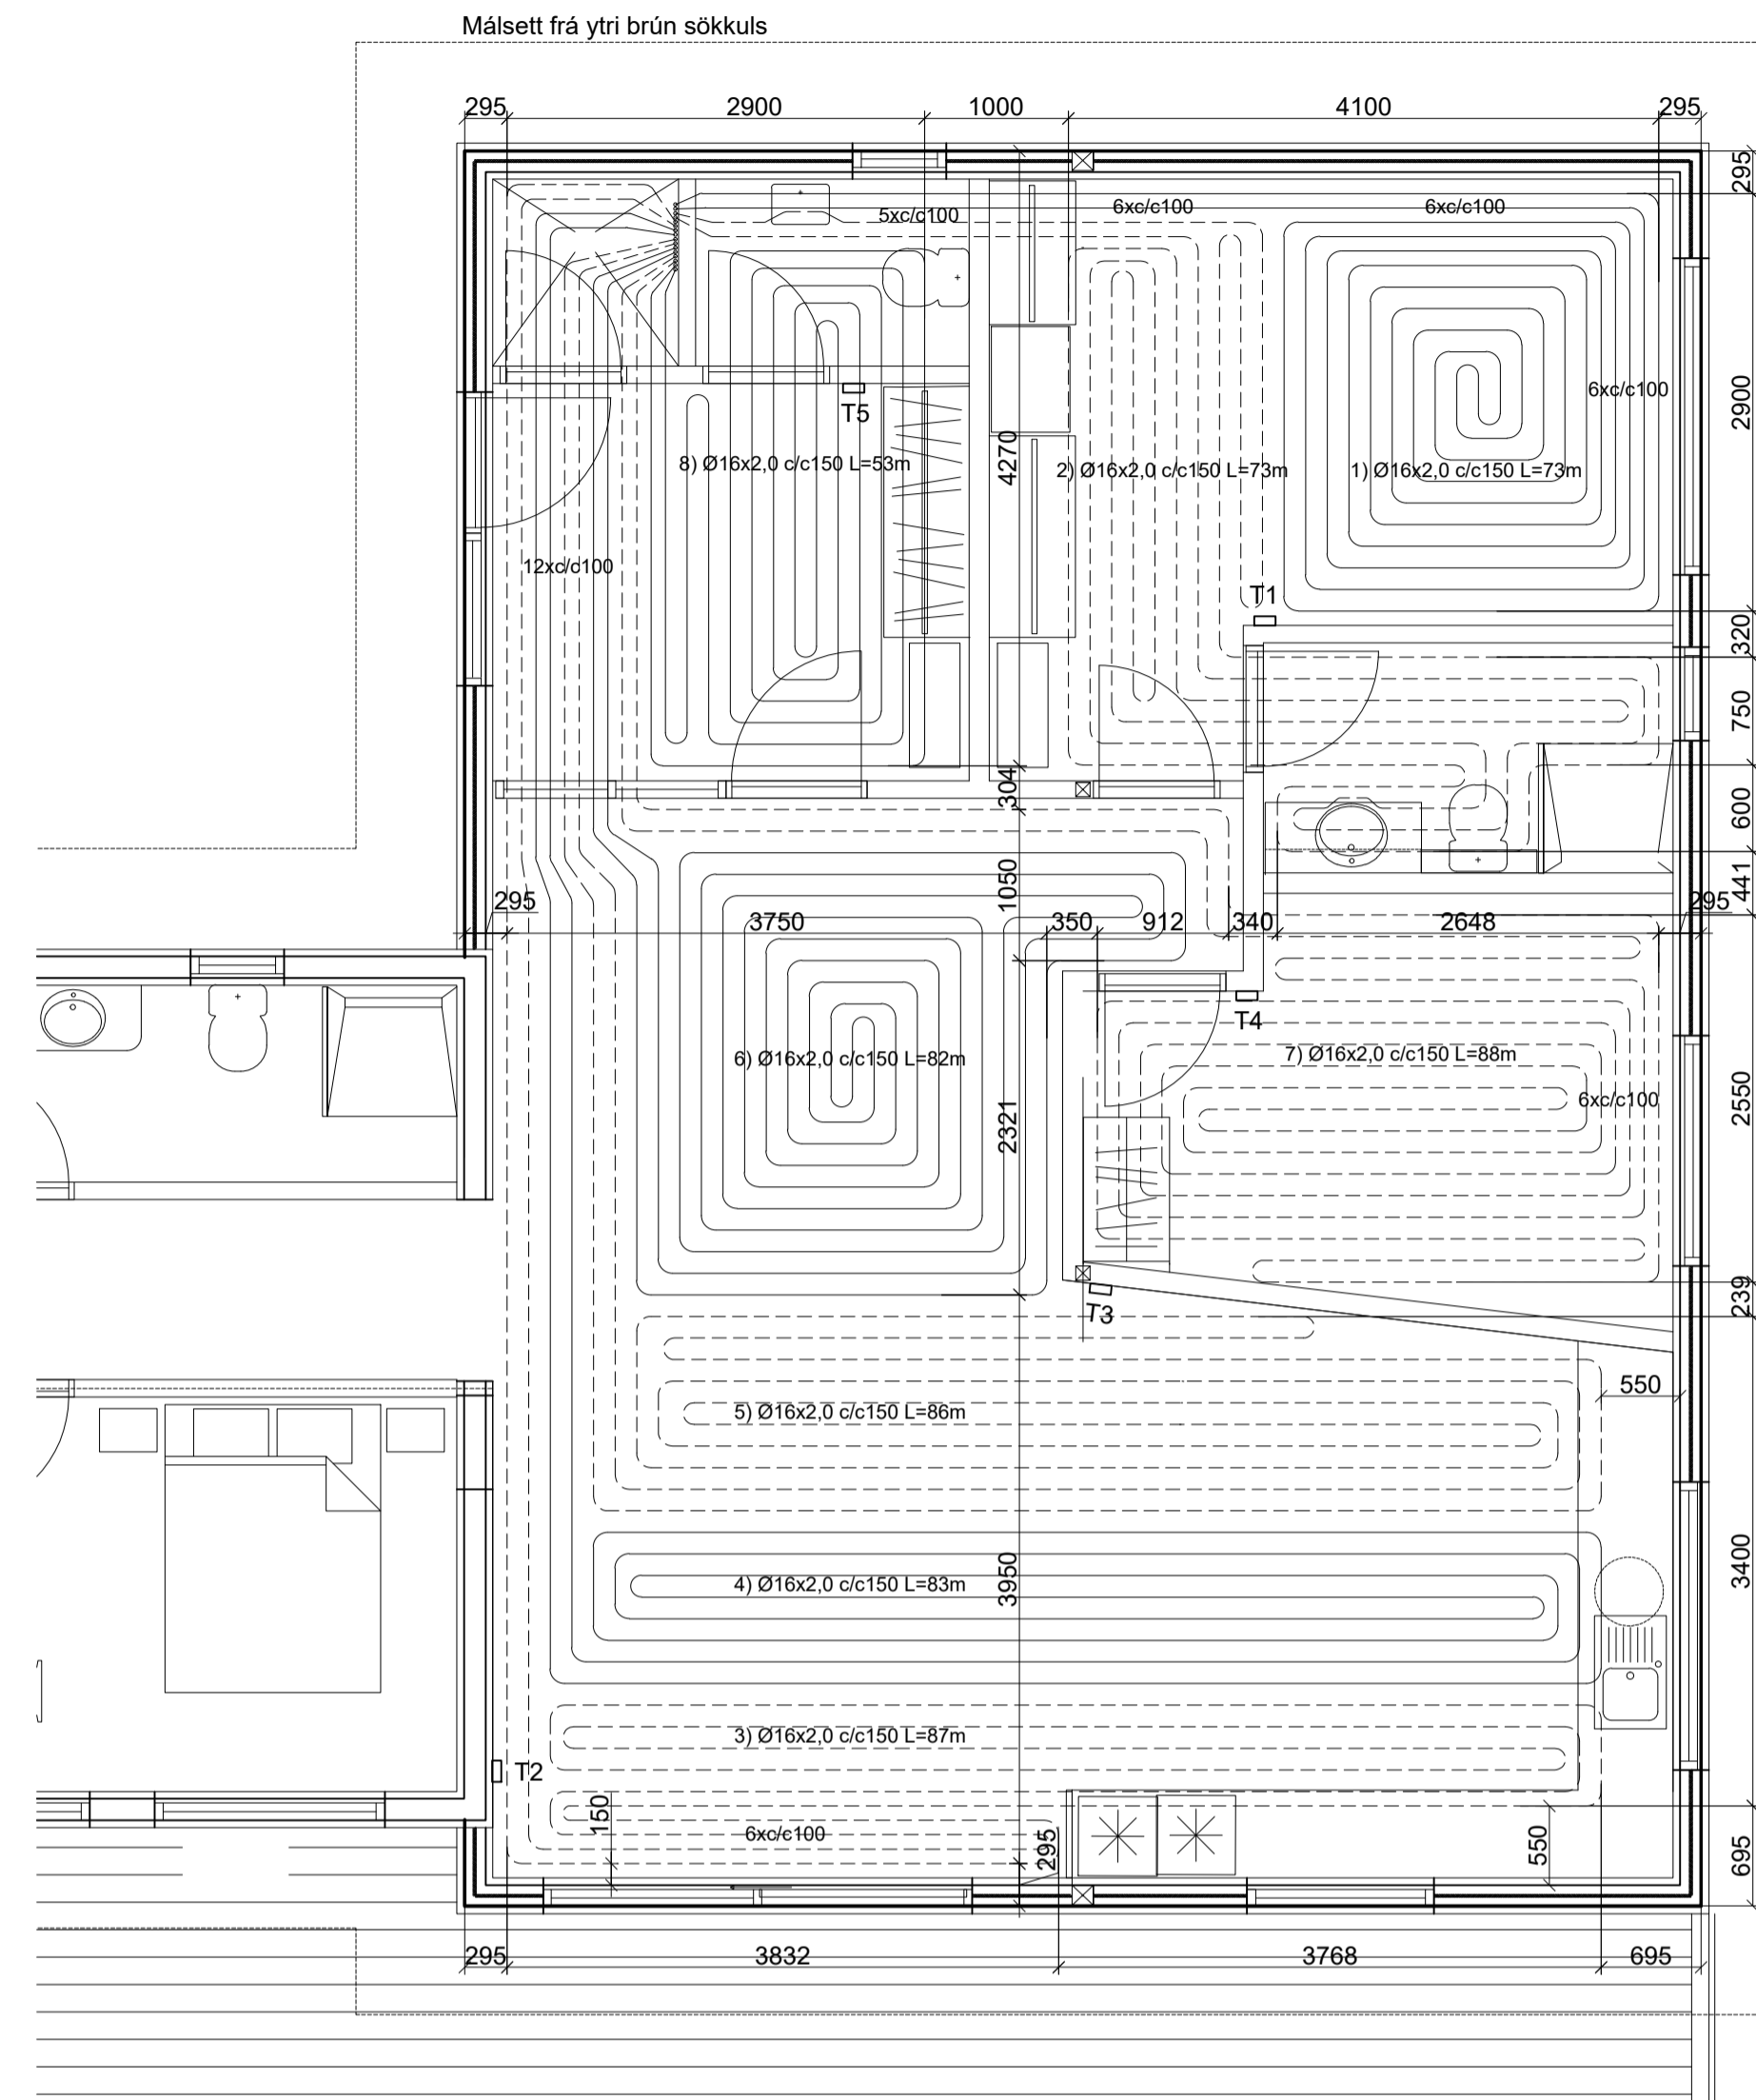 Málsett frá ytri brún sökkuls
295
2900
1000
4100
295
295
5xc/c100
6xc/c100
6xc/c100
6xc/c100
2900
T5
8) Ø16x2,0 c/c150 L=53m
4270
2) Ø16x2,0 c/c150 L=73m
1) Ø16x2,0 c/c150 L=73m
12xc/c100
T1
320
750
304
600
1050
441
295
3750
350
912
340
2648
295
T4
6) Ø16x2,0 c/c150 L=82m
7) Ø16x2,0 c/c150 L=88m
6xc/c100
2550
2321
239
T3
550
5) Ø16x2,0 c/c150 L=86m
4) Ø16x2,0 c/c150 L=83m
3950
3400
3) Ø16x2,0 c/c150 L=87m
T2
150
6xc/c100
295
550
695
295
3832
3768
695